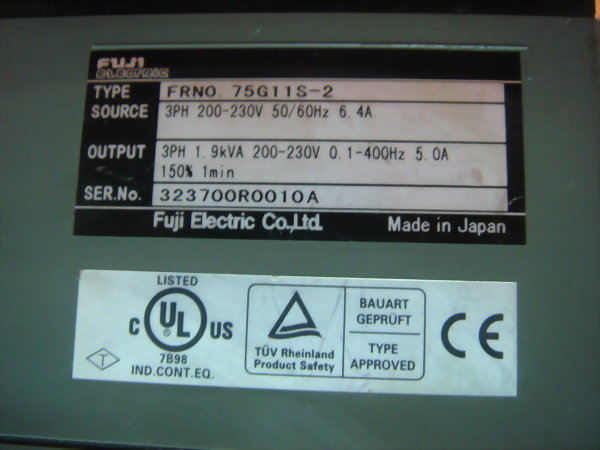 FUJI
ELECTRIC
TYPE FRN0. 75G11S-2
SOURCE 3PH 200-230V 50/60Hz 6.4A
OUTPUT 3PH 1.9kVA 200-230V 0.1-400Hz 5.0A
150% 1min
SER.No. 323700R0010A
Fuji Electric Co.,Ltd. Made in Japan
LISTED
C UL US
7B98
IND.CONT.EQ.
T
TÜV Rheinland
Product Safety
BAUART
GEPRÜFT
TYPE
APPROVED
CE